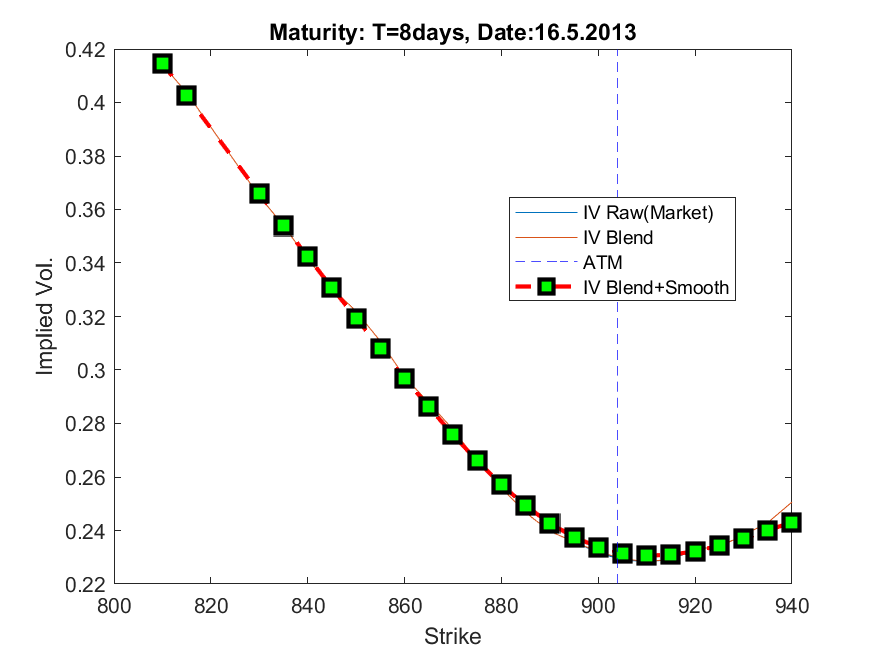 Maturity: T=8days, Date:16.5.2013
0.42
0.4
0.38
0.36
0.34
0.32
0.3
0.28
0.26
0.24
0.22
Implied Vol.
IV Raw(Market)
IV Blend
ATM
IV Blend+Smooth
800 820 840 860 880 900 920 940
Strike